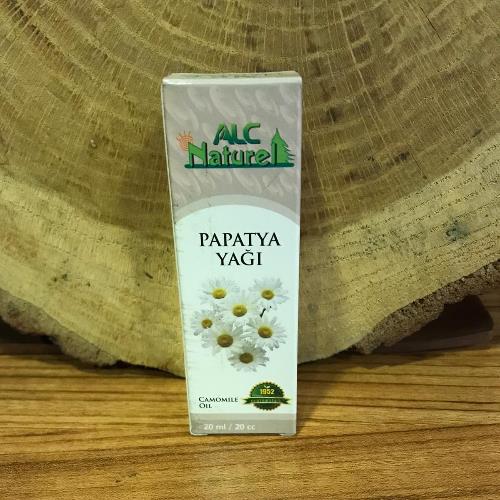 ALC
Naturel
PAPATYA
YAĞI
CAMOMILE
OIL
1952
20 ml / 20 cc